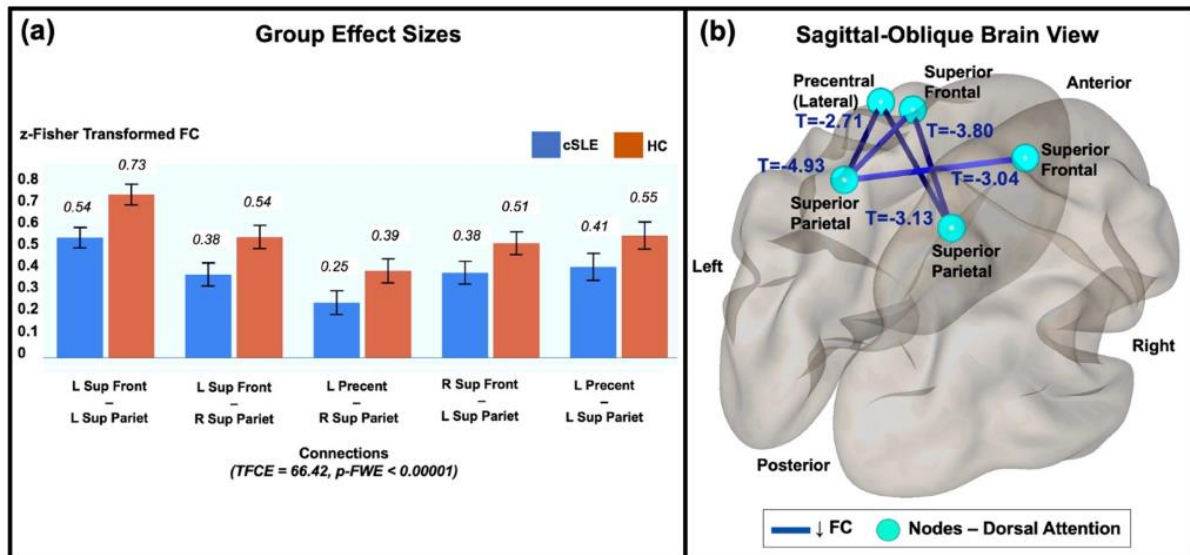 (a)
Group Effect Sizes
z-Fisher Transformed FC
cSLE
HC
0.8
0.7
0.6
0.5
0.4
0.3
0.2
0.1
0
0.54
0.73
0.38
0.54
0.25
0.39
0.38
0.51
0.41
0.55
L Sup Front
–
L Sup Pariet
L Sup Front
–
R Sup Pariet
L Precent
–
R Sup Pariet
R Sup Front
–
L Sup Pariet
L Precent
–
L Sup Pariet
Connections
(TFCE = 66.42, p-FWE < 0.00001)
(b)
Sagittal-Oblique Brain View
Precentral
(Lateral)
Superior
Frontal
Anterior
T=-2.71
T=-3.80
Superior
Frontal
T=-4.93
T=-3.04
Superior
Parietal
T=-3.13
Superior
Parietal
Left
Right
Posterior
↓ FC
Nodes – Dorsal Attention